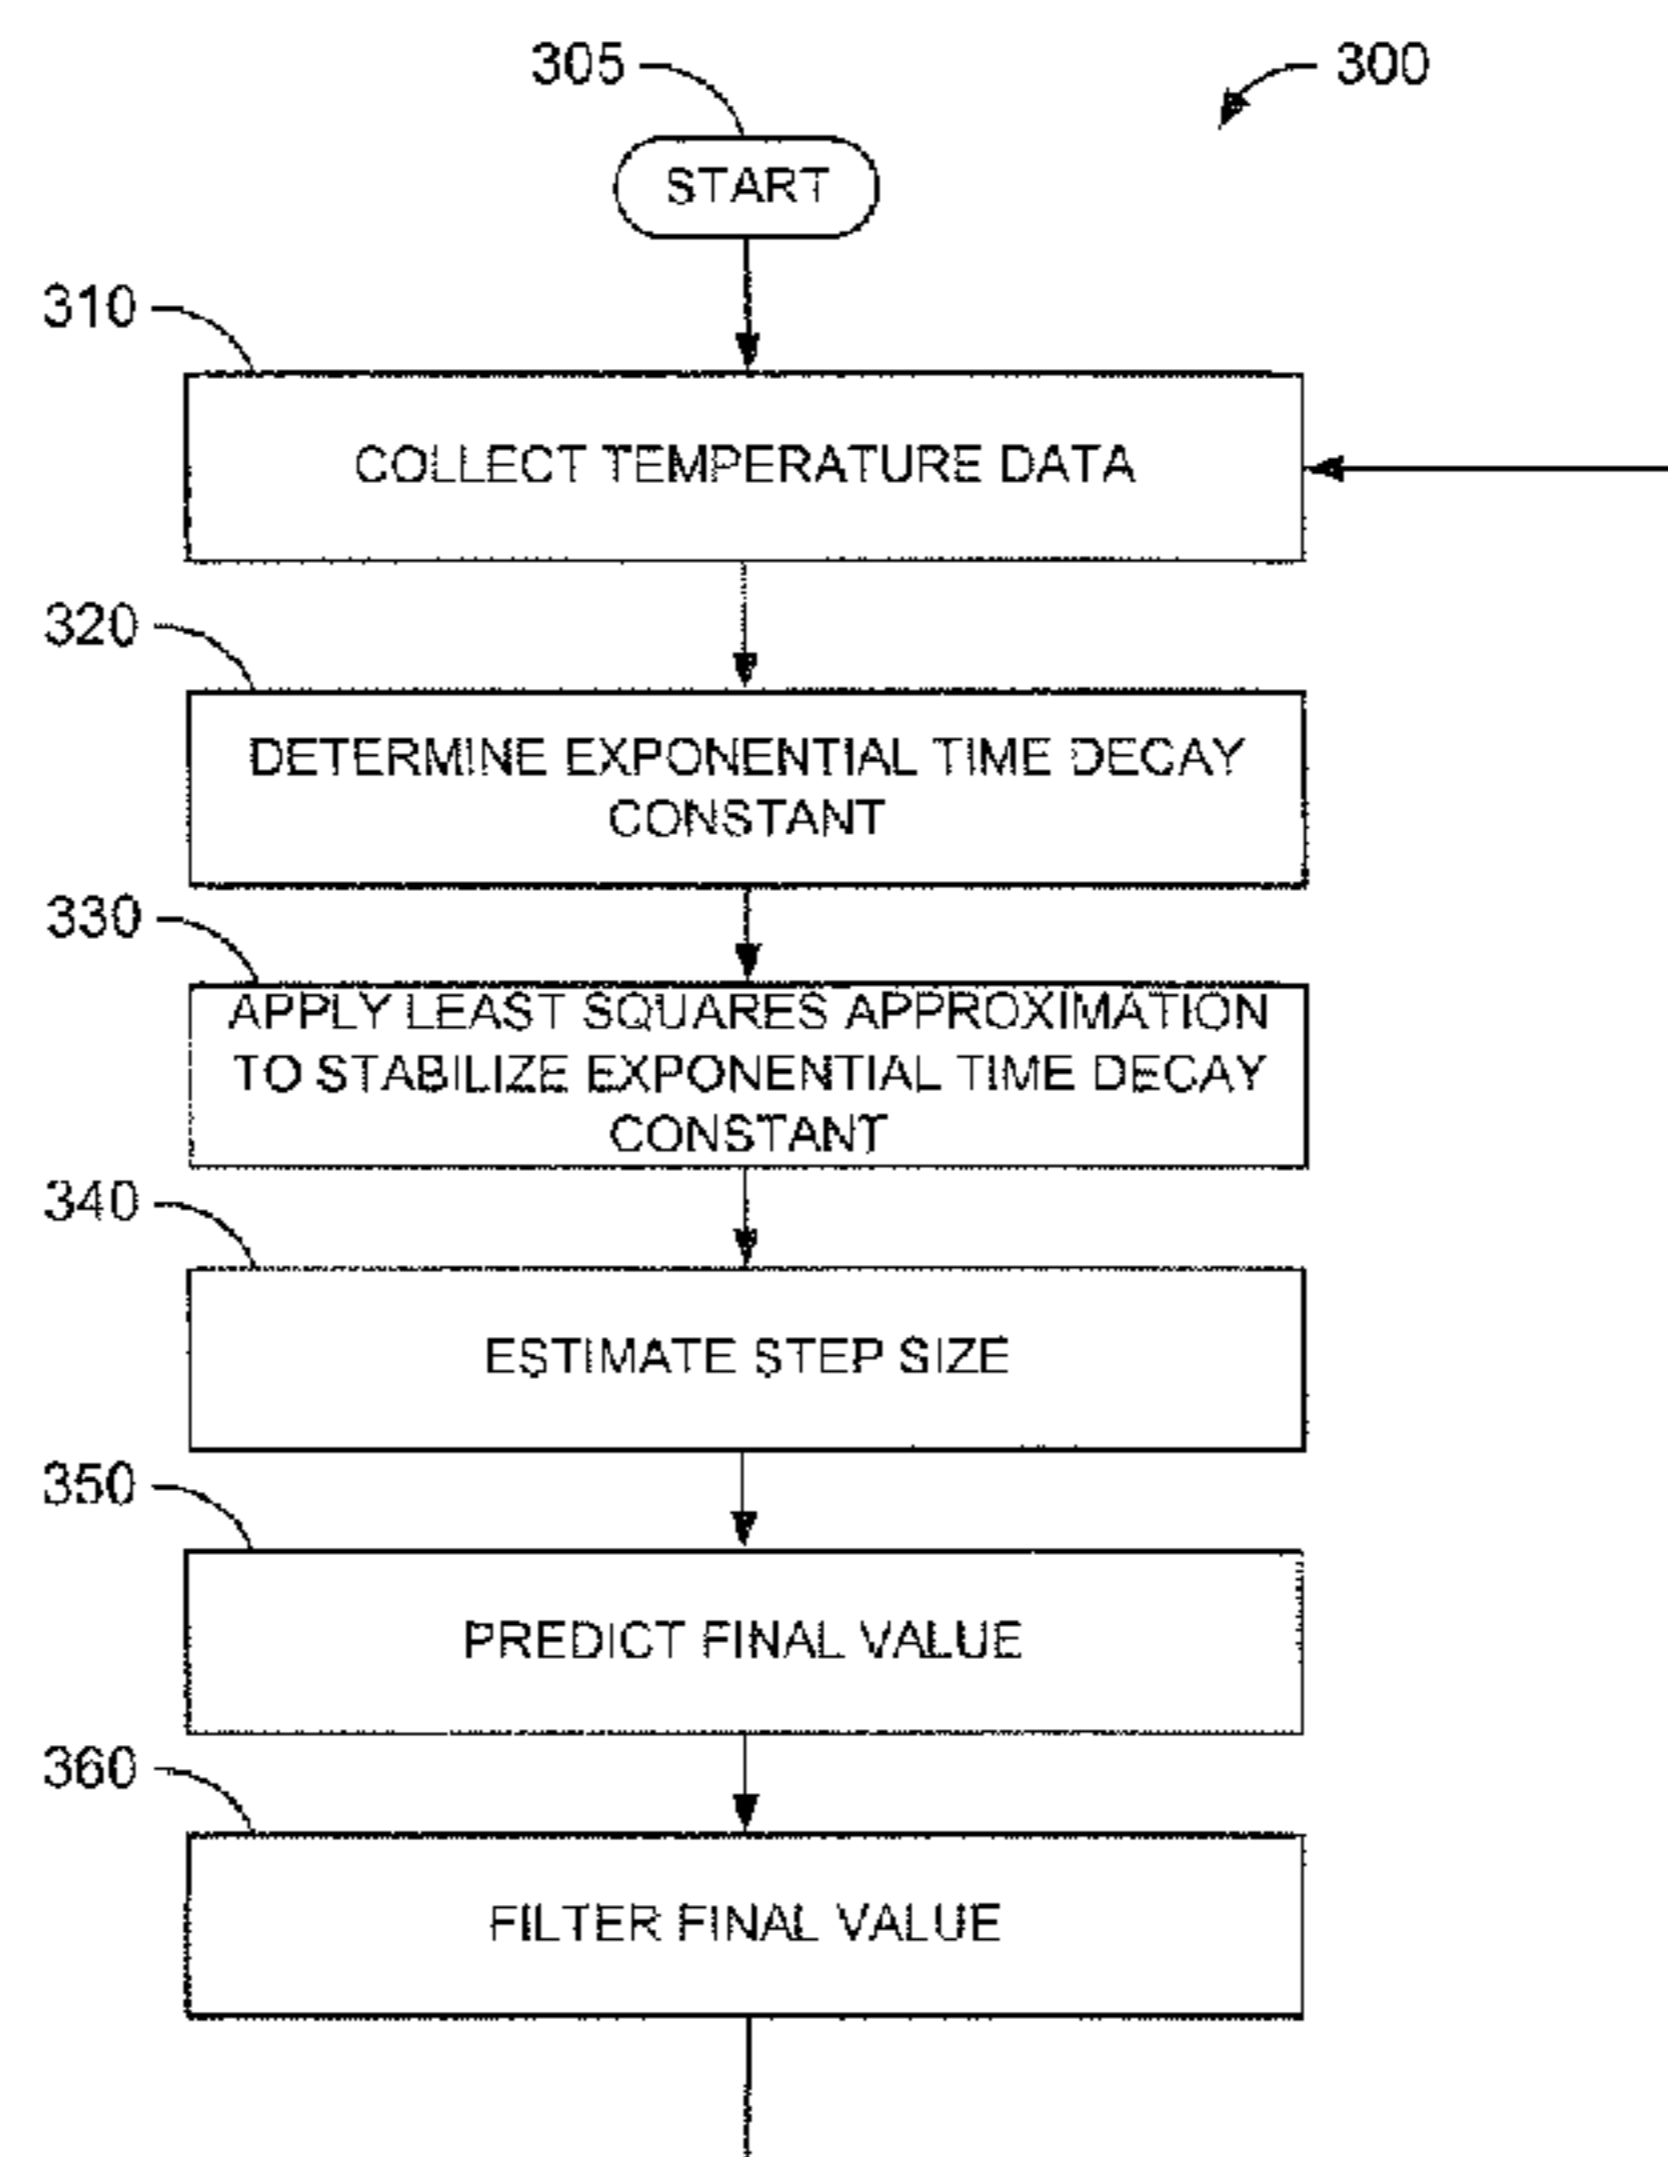 305
300
START
310
COLLECT TEMPERATURE DATA
320
DETERMINE EXPONENTIAL TIME DECAY
CONSTANT
330
APPLY LEAST SQUARES APPROXIMATION
TO STABILIZE EXPONENTIAL TIME DECAY
CONSTANT
340
ESTIMATE STEP SIZE
350
PREDICT FINAL VALUE
360
FILTER FINAL VALUE